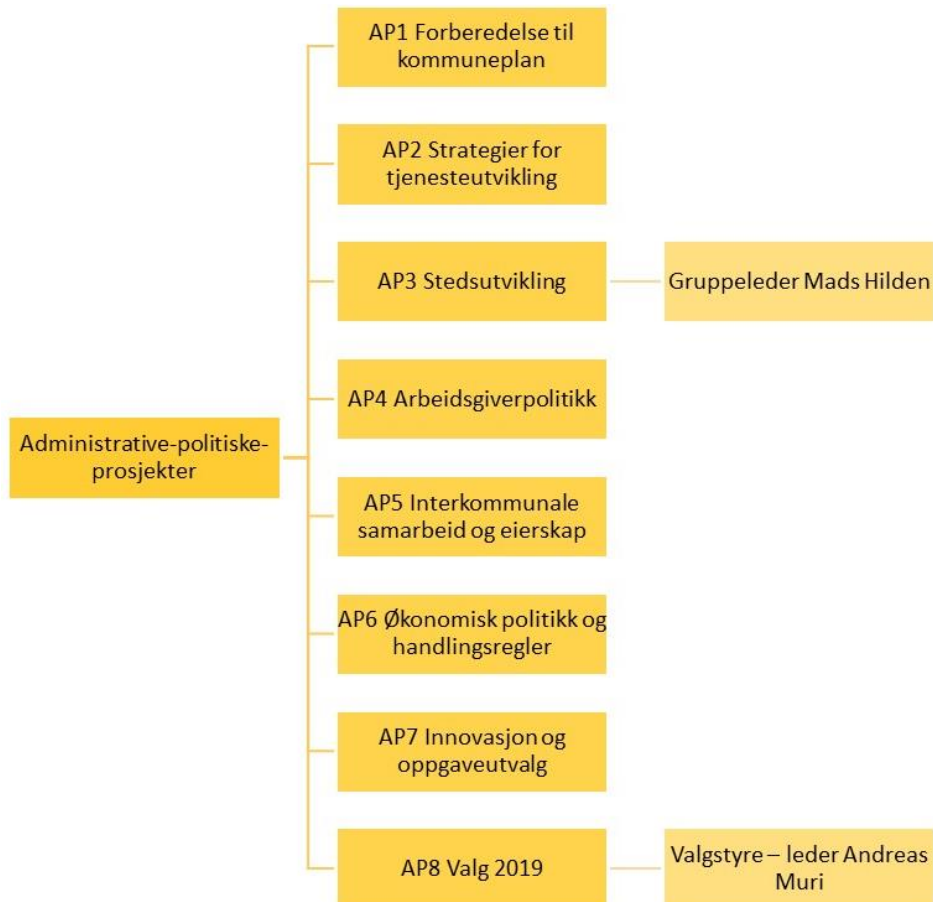 AP1 Forberedelse til
kommuneplan
AP2 Strategier for
tjenesteutvikling
AP3 Stedsutvikling
Gruppeleder Mads Hilden
AP4 Arbeidsgiverpolitikk
Administrative-politiske-
prosjekter
AP5 Interkommunale
samarbeid og eierskap
AP6 Økonomisk politikk og
handlingsregler
AP7 Innovasjon og
oppgaveutvalg
AP8 Valg 2019
Valgstyre – leder Andreas
Muri